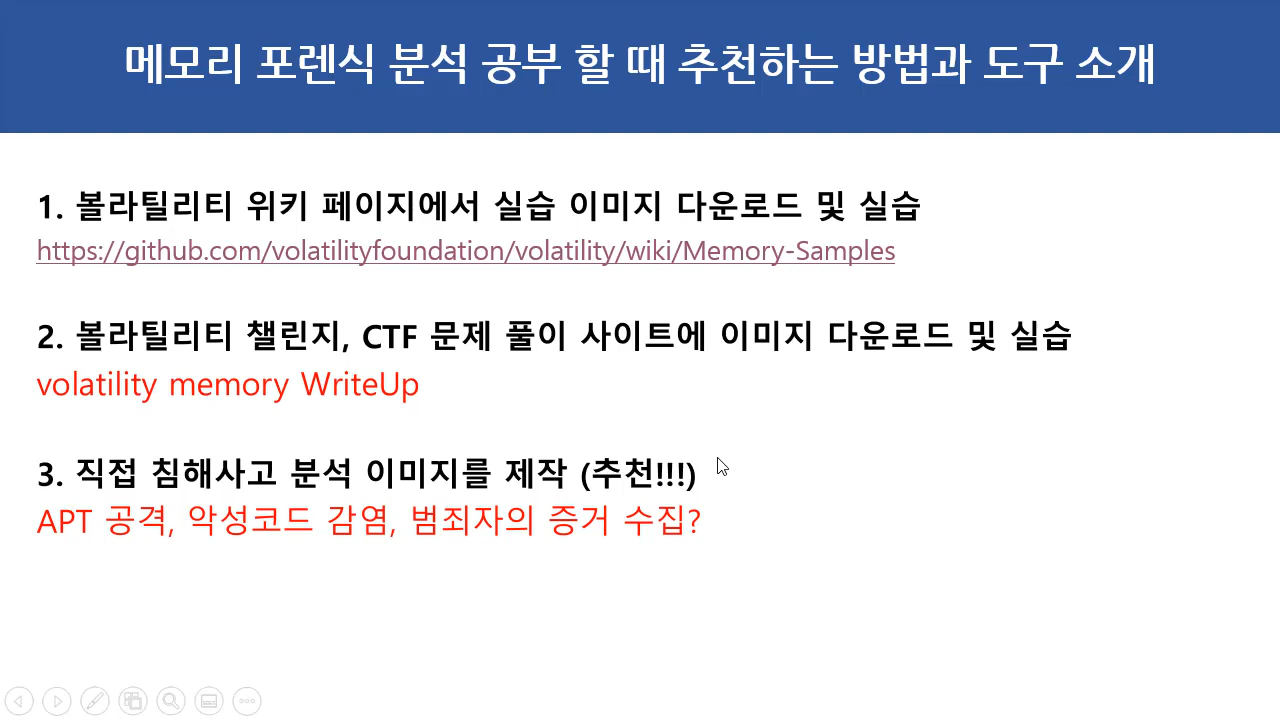 메모리 포렌식 분석 공부 할 때 추천하는 방법과 도구 소개
1. 볼라틸리티 위키 페이지에서 실습 이미지 다운로드 및 실습
https://github.com/volatilityfoundation/volatility/wiki/Memory-Samples
2. 볼라틸리티 챌린지, CTF 문제 풀이 사이트에 이미지 다운로드 및 실습
volatility memory WriteUp
3. 직접 침해사고 분석 이미지를 제작 (추천!!!)
APT 공격, 악성코드 감염, 범죄자의 증거 수집?